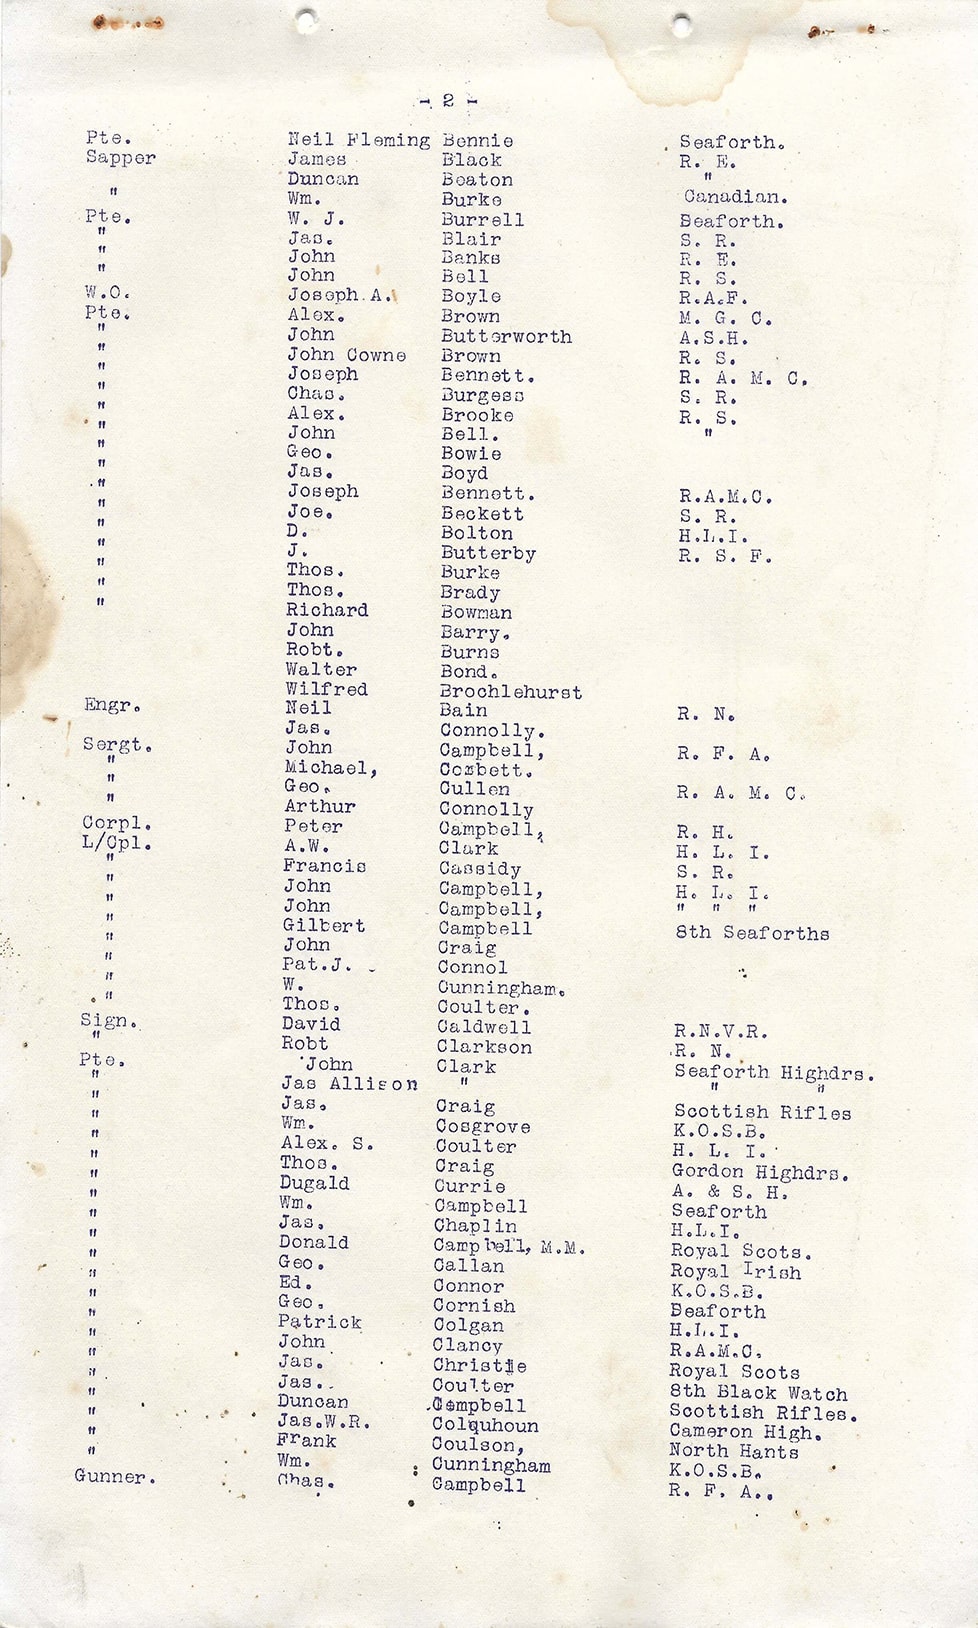 - 2 -
Pte. Neil Fleming Bennie Seaforth.
Sapper James Black R. E.
Duncan Beaton "
" Wm. Burke Canadian.
Pte. W. J. Burrell Seaforth.
" Jas. Blair S. R.
" John Banks R. E.
" John Bell R. S.
W.O. Joseph A. Boyle R.A.F.
Pte. Alex. Brown M. G. C.
" John Butterworth A.S.H.
" John Cowne Brown R. S.
" Joseph Bennett. R. A. M. C.
" Chas. Burgess S. R.
" Alex. Brooke R. S.
" John Bell. "
" Geo. Bowie
" Jas. Boyd
" Joseph Bennett. R.A.M.C.
" Joe. Beckett S. R.
" D. Bolton H.L.I.
" J. Butterby R. S. F.
" Thos. Burke
" Thos. Brady
" Richard Bowman
John Barry.
Robt. Burns
Walter Bond.
Wilfred Brochlehurst
Engr. Neil Bain R. N.
Jas. Connolly.
Sergt. John Campbell, R. F. A.
" Michael, Corbett.
" Geo. Cullen R. A. M. C.
" Arthur Connolly
Corpl. Peter Campbell, R. H.
L/Cpl. A.W. Clark H. L. I.
" Francis Cassidy S. R.
" John Campbell, H. L. I.
" John Campbell, " " "
" Gilbert Campbell 8th Seaforths
" John Craig
" Pat.J. Connol
" W. Cunningham.
" Thos. Coulter.
Sign. David Caldwell R.N.V.R.
" Robt Clarkson R. N.
Pte. John Clark Seaforth Highdrs.
" Jas Allison " " "
" Jas. Craig Scottish Rifles
" Wm. Cosgrove K.O.S.B.
" Alex. S. Coulter H. L. I.
" Thos. Craig Gordon Highdrs.
" Dugald Currie A. & S. H.
" Wm. Campbell Seaforth
" Jas. Chaplin H.L.I.
" Donald Campbell, M.M. Royal Scots.
" Geo. Callan Royal Irish
" Ed. Connor K.O.S.B.
" Geo. Cornish Seaforth
" Patrick Colgan H.L.I.
" John Clancy R.A.M.C.
" Jas. Christie Royal Scots
" Jas. Coulter 8th Black Watch
" Duncan Campbell Scottish Rifles.
" Jas.W.R. Colquhoun Cameron High.
" Frank Coulson, North Hants
" Wm. Cunningham K.O.S.B.
Gunner. Chas. Campbell R. F. A..